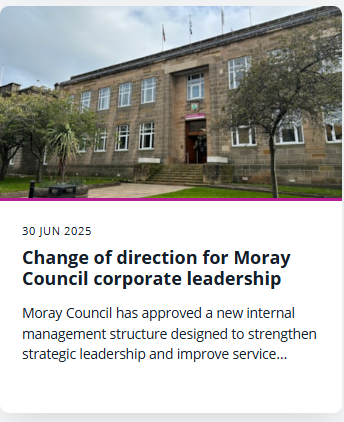 30 JUN 2025
Change of direction for Moray
Council corporate leadership
Moray Council has approved a new internal
management structure designed to strengthen
strategic leadership and improve service...